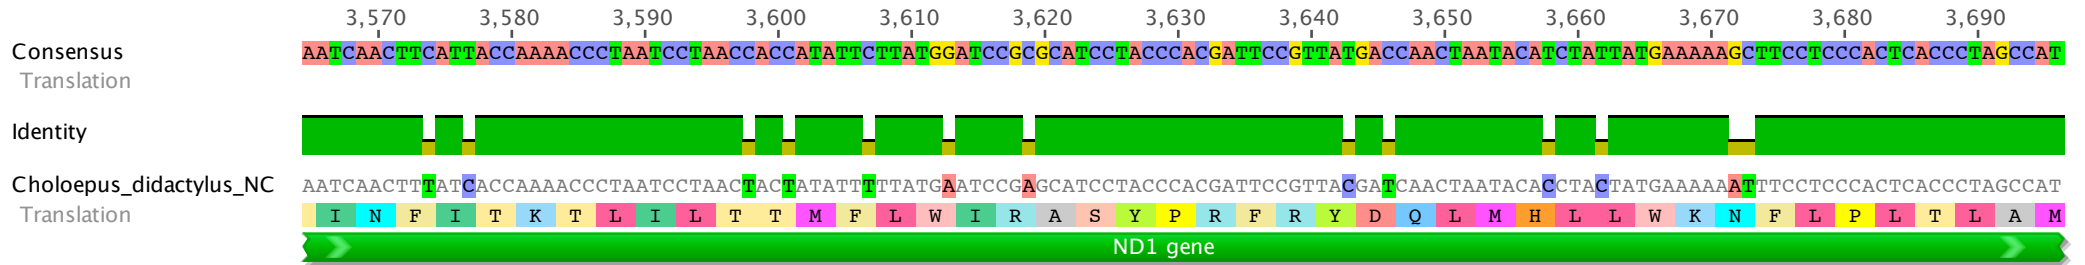 3,570 3,580 3,590 3,600 3,610 3,620 3,630 3,640 3,650 3,660 3,670 3,680 3,690
Consensus AATCAACTTCATTACCAAAACCCTAATCCTAACCACCATATTCTTATGGATCCGCGCATCCTACCCACGATTCCGTTATGACCAACTAATACATCTATTATGAAAAAGCTTCCTCCCACTCACCCTAGCCAT
Translation
Identity
Choloepus_didactylus_NC AATCAACTTTATCACCAAAACCCTAATCCTAACTACTATATTTTTATGAATCCGAGCATCCTACCCACGATTCCGTTACGATCAACTAATACACCTACTATGAAAAAATTTCCTCCCACTCACCCTAGCCAT
Translation I N F I T K T L I L T T M F L W I R A S Y P R F R Y D Q L M H L L W K N F L P L T L A M
ND1 gene